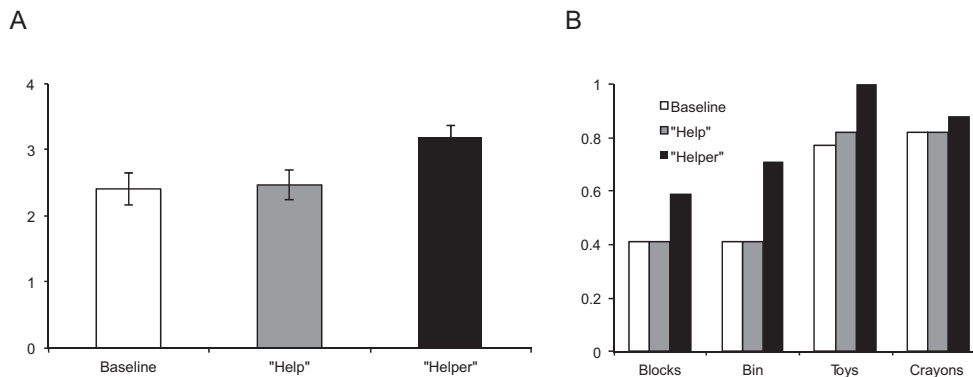 A
B
4
3
2
1
0
Baseline
"Help"
"Helper"
1
0.8
0.6
0.4
0.2
0
Baseline
"Help"
"Helper"
Blocks
Bin
Toys
Crayons